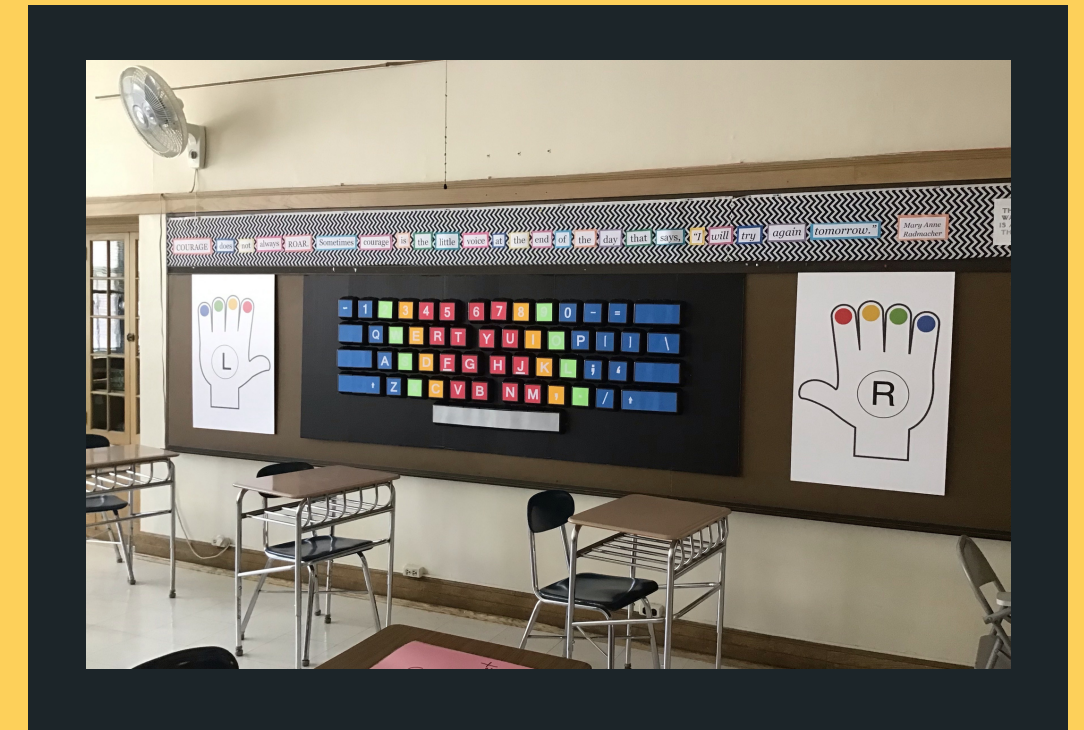 COURAGE does not always ROAR. Sometimes courage is the little voice at the end of the day that says, "I will try again tomorrow."
Mary Anne
Radmacher
~ 1 3 4 5 6 7 8 0 - =
Q E R T Y U I O P | | \
A D F G H J K L ; '
Z C V B N M /
L
R